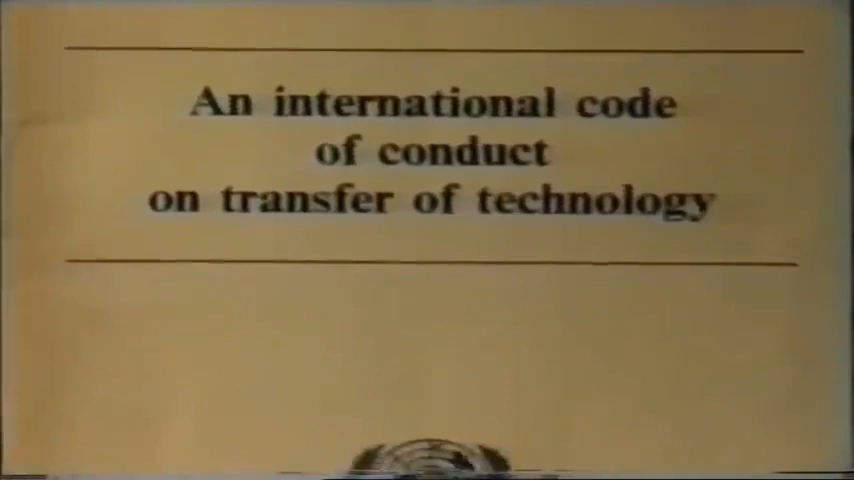 An international code
of conduct
on transfer of technology